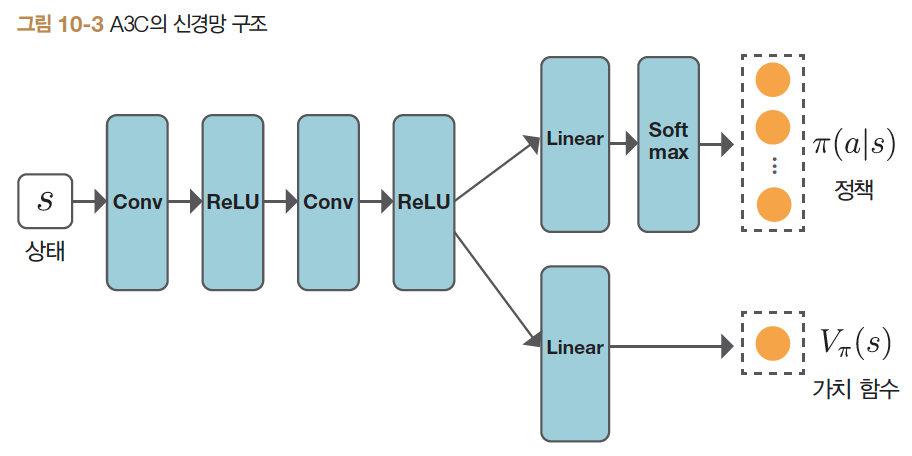 그림 10-3 A3C의 신경망 구조
s
상태
Conv
ReLU
Conv
ReLU
Linear
Soft
max
⋮
π(a|s)
정책
Linear
Vπ(s)
가치 함수